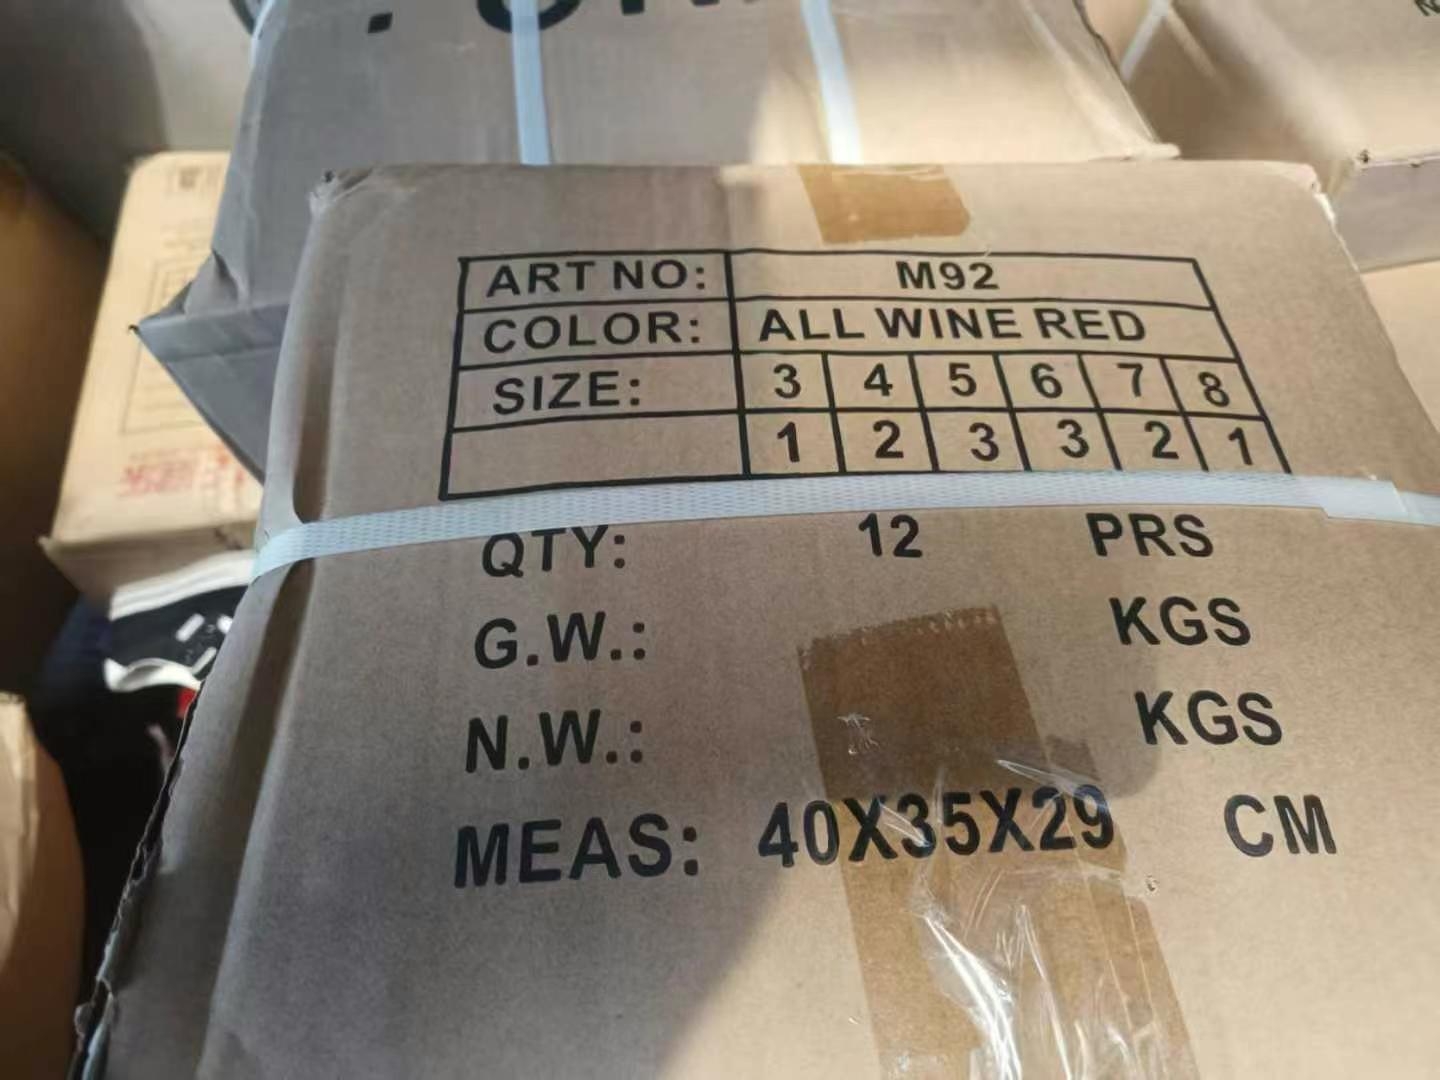 ART NO: M92
COLOR: ALL WINE RED
SIZE: 3 4 5 6 7 8
1 2 3 3 2 1
QTY: 12 PRS
G.W.: KGS
N.W.: KGS
MEAS: 40X35X29 CM